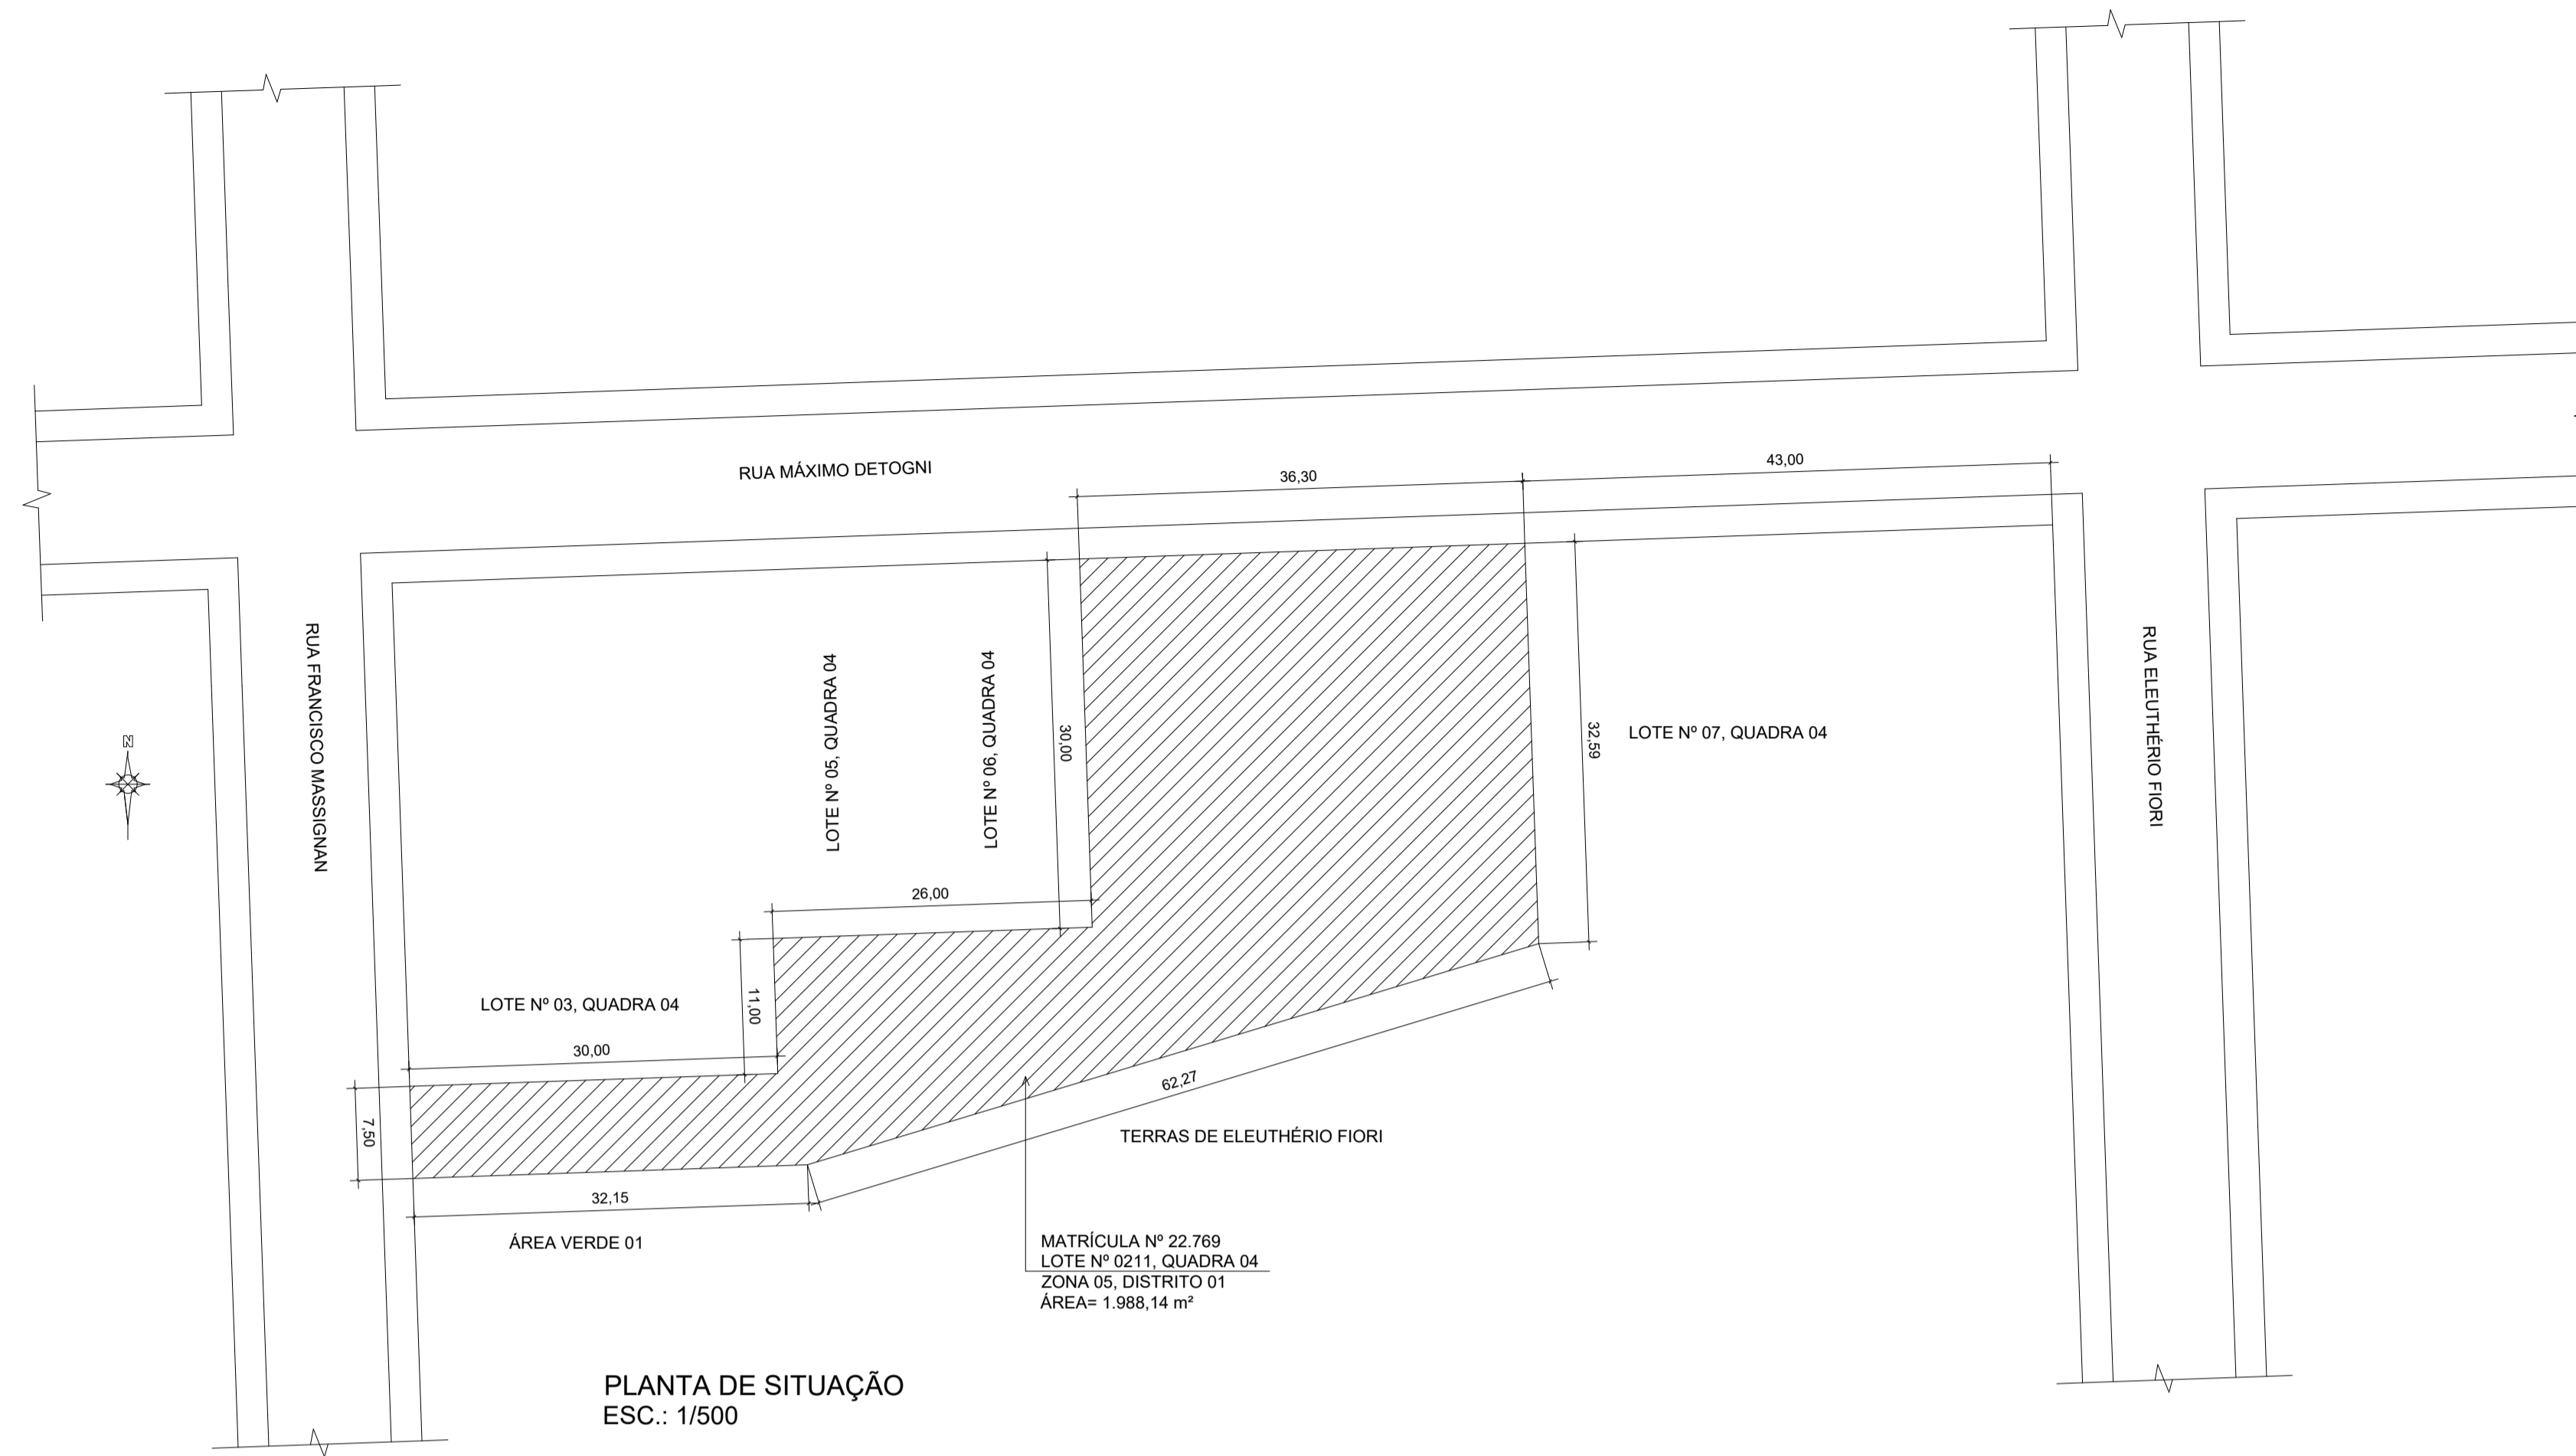 RUA MÁXIMO DETOGNI
36,30
43,00
RUA FRANCISCO MASSIGNAN
LOTE Nº 05, QUADRA 04
LOTE Nº 06, QUADRA 04
30,00
32,59
LOTE Nº 07, QUADRA 04
RUA ELEUTHÉRIO FIORI
N
26,00
LOTE Nº 03, QUADRA 04
11,00
30,00
7,50
62,27
TERRAS DE ELEUTHÉRIO FIORI
32,15
ÁREA VERDE 01
MATRÍCULA Nº 22.769
LOTE Nº 0211, QUADRA 04
ZONA 05, DISTRITO 01
ÁREA= 1.988,14 m²
PLANTA DE SITUAÇÃO
ESC.: 1/500